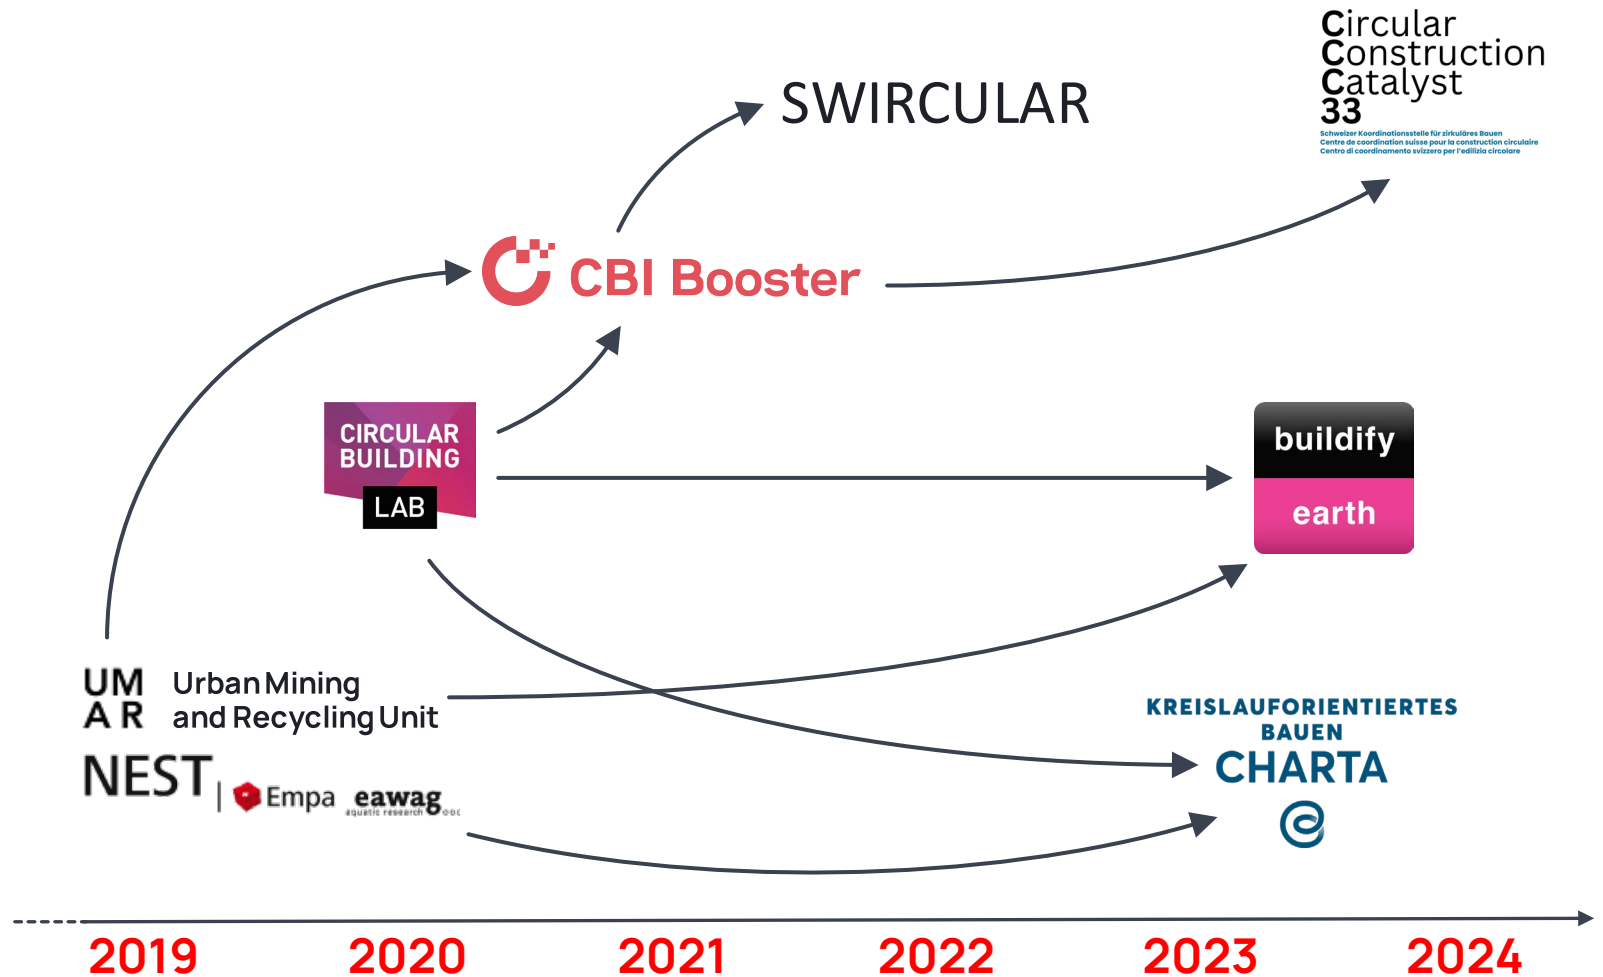 Circular
Construction
Catalyst
33
Schweizer Koordinationsstelle für zirkuläres Bauen
Centre de coordination suisse pour la construction circulaire
Centro di coordinamento svizzero per l'edilizia circolare
SWIRCULAR
CBI Booster
CIRCULAR
BUILDING
LAB
buildify
earth
UM
AR
Urban Mining
and Recycling Unit
NEST
Empa
eawag
aquatic research
KREISLAUFORIENTIERTES
BAUEN
CHARTA
2019 2020 2021 2022 2023 2024